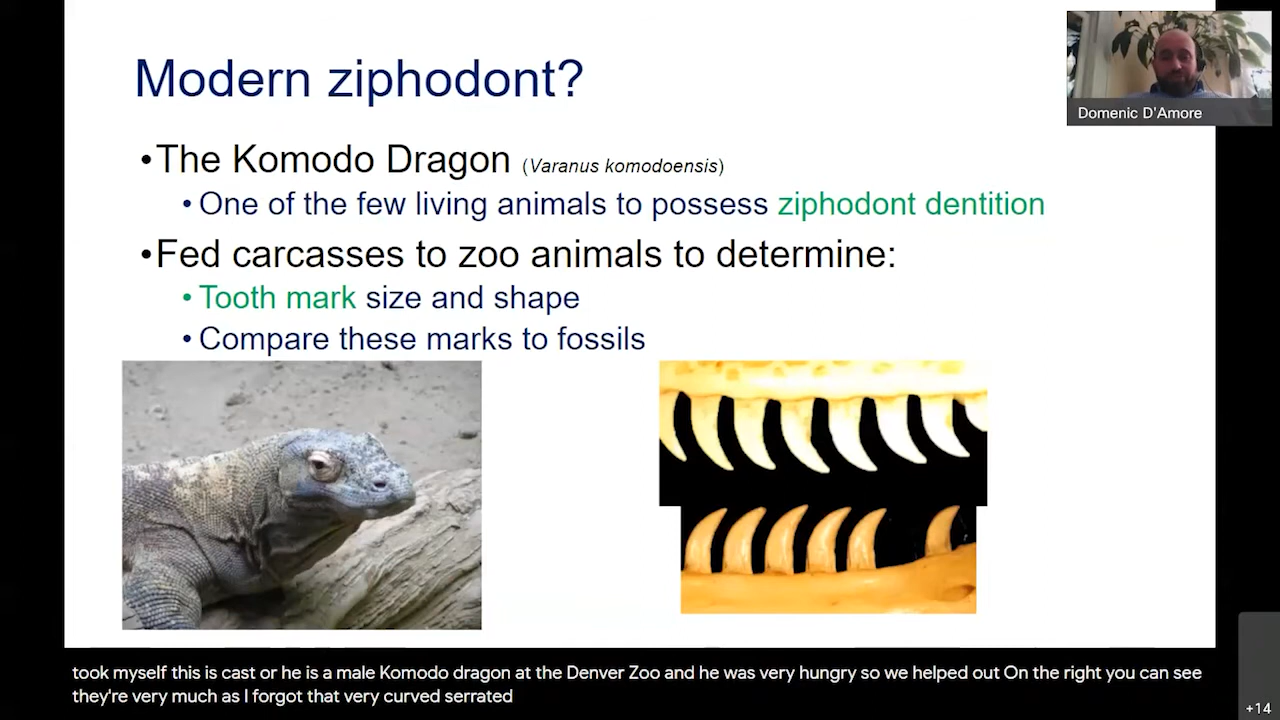 Modern ziphodont?
Domenic D'Amore
•The Komodo Dragon (Varanus komodoensis)
•One of the few living animals to possess ziphodont dentition
•Fed carcasses to zoo animals to determine:
•Tooth mark size and shape
•Compare these marks to fossils
took myself this is cast or he is a male Komodo dragon at the Denver Zoo and he was very hungry so we helped out On the right you can see
they're very much as I forgot that very curved serrated
+14